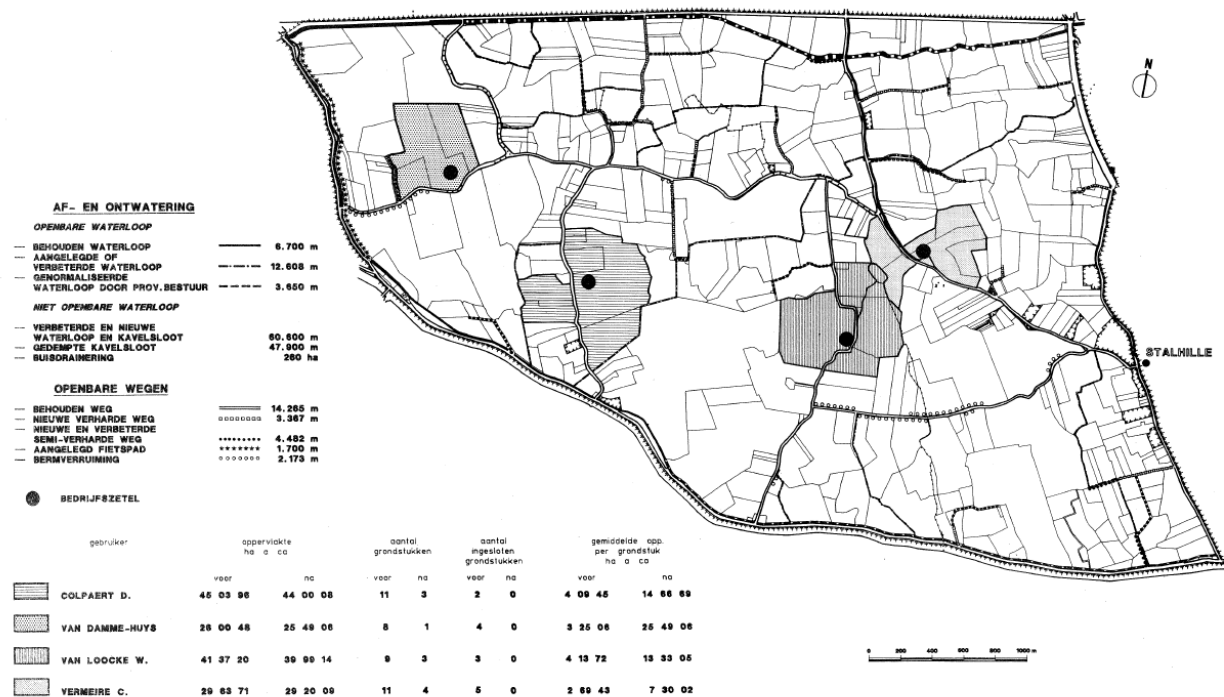 N
STALHILLE
AF- EN ONTWATERING
OPENBARE WATERLOOP
— BEHOUDEN WATERLOOP 6.700 m
— AANGELEGDE OF
VERBETERDE WATERLOOP 12.608 m
— GENORMALISEERDE
WATERLOOP DOOR PROV.BESTUUR 3.650 m
NIET OPENBARE WATERLOOP
— VERBETERDE EN NIEUWE
WATERLOOP EN KAVELSLOOT 60.600 m
— GEDEMPTE KAVELSLOOT 47.900 m
— BUISDRAINERING 260 ha
OPENBARE WEGEN
— BEHOUDEN WEG 14.265 m
— NIEUWE VERHARDE WEG 3.367 m
— NIEUWE EN VERBETERDE
SEMI-VERHARDE WEG 4.482 m
— AANGELEGD FIETSPAD 1.700 m
— BERMVERRUIMING 2.173 m
BEDRIJFSZETEL
gebruiker oppervlakte aantal aantal gemiddelde opp.
ha a ca grondstukken ingesloten per grondstuk
grondstukken ha a ca
voor na voor na voor na voor na
COLPAERT D. 45 03 96 44 00 08 11 3 2 0 4 09 45 14 66 69
VAN DAMME-HUYS 26 00 48 25 49 06 8 1 4 0 3 25 06 25 49 06
VAN LOOCKE W. 41 37 20 39 99 14 9 3 3 0 4 13 72 13 33 05
VERMEIRE C. 29 63 71 29 20 09 11 4 5 0 2 69 43 7 30 02
0 200 400 600 800 1000 m